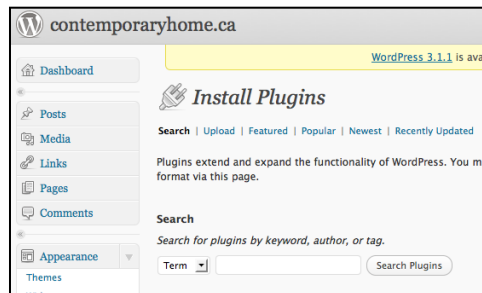 contemporaryhome.ca
WordPress 3.1.1 is ava
Dashboard
Install Plugins
Posts
Search | Upload | Featured | Popular | Newest | Recently Updated
Media
Links
Plugins extend and expand the functionality of WordPress. You m
format via this page.
Pages
Comments
Search
Search for plugins by keyword, author, or tag.
Appearance
Term
Search Plugins
Themes